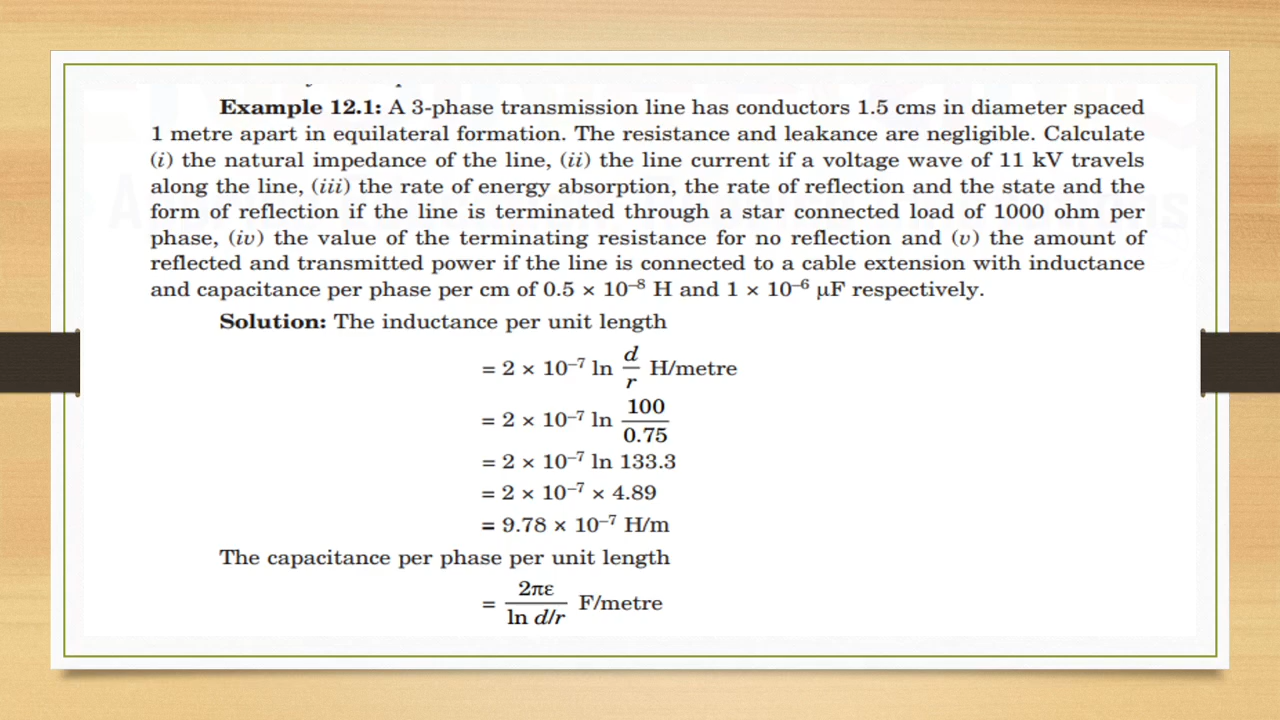 Example 12.1: A 3-phase transmission line has conductors 1.5 cms in diameter spaced
1 metre apart in equilateral formation. The resistance and leakance are negligible. Calculate
(i) the natural impedance of the line, (ii) the line current if a voltage wave of 11 kV travels
along the line, (iii) the rate of energy absorption, the rate of reflection and the state and the
form of reflection if the line is terminated through a star connected load of 1000 ohm per
phase, (iv) the value of the terminating resistance for no reflection and (v) the amount of
reflected and transmitted power if the line is connected to a cable extension with inductance
and capacitance per phase per cm of 0.5 × 10⁻⁸ H and 1 × 10⁻⁶ μF respectively.
Solution: The inductance per unit length
= 2 × 10⁻⁷ ln d/r H/metre
= 2 × 10⁻⁷ ln 100/0.75
= 2 × 10⁻⁷ ln 133.3
= 2 × 10⁻⁷ × 4.89
= 9.78 × 10⁻⁷ H/m
The capacitance per phase per unit length
= 2πε/ln d/r F/metre